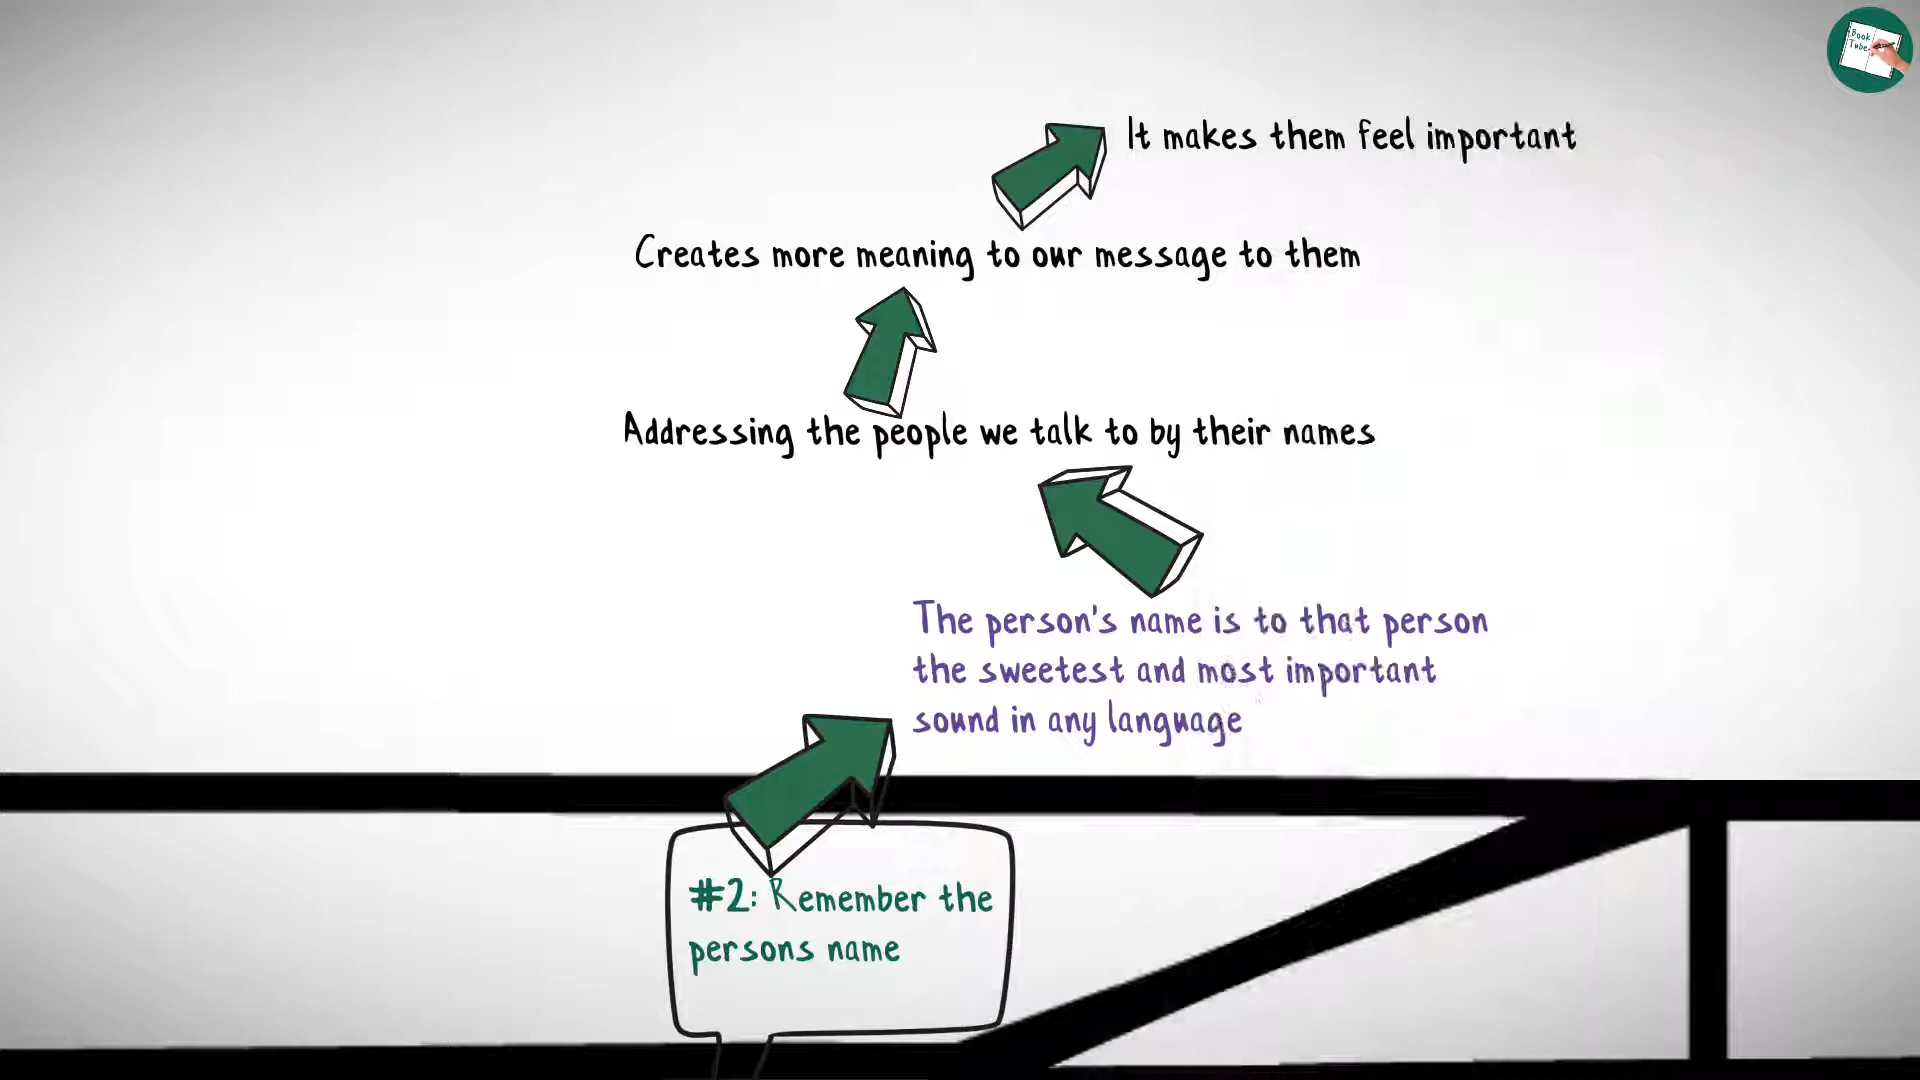 Book
Tube
It makes them feel important
Creates more meaning to our message to them
Addressing the people we talk to by their names
The person's name is to that person
the sweetest and most important
sound in any language
#2: Remember the
persons name